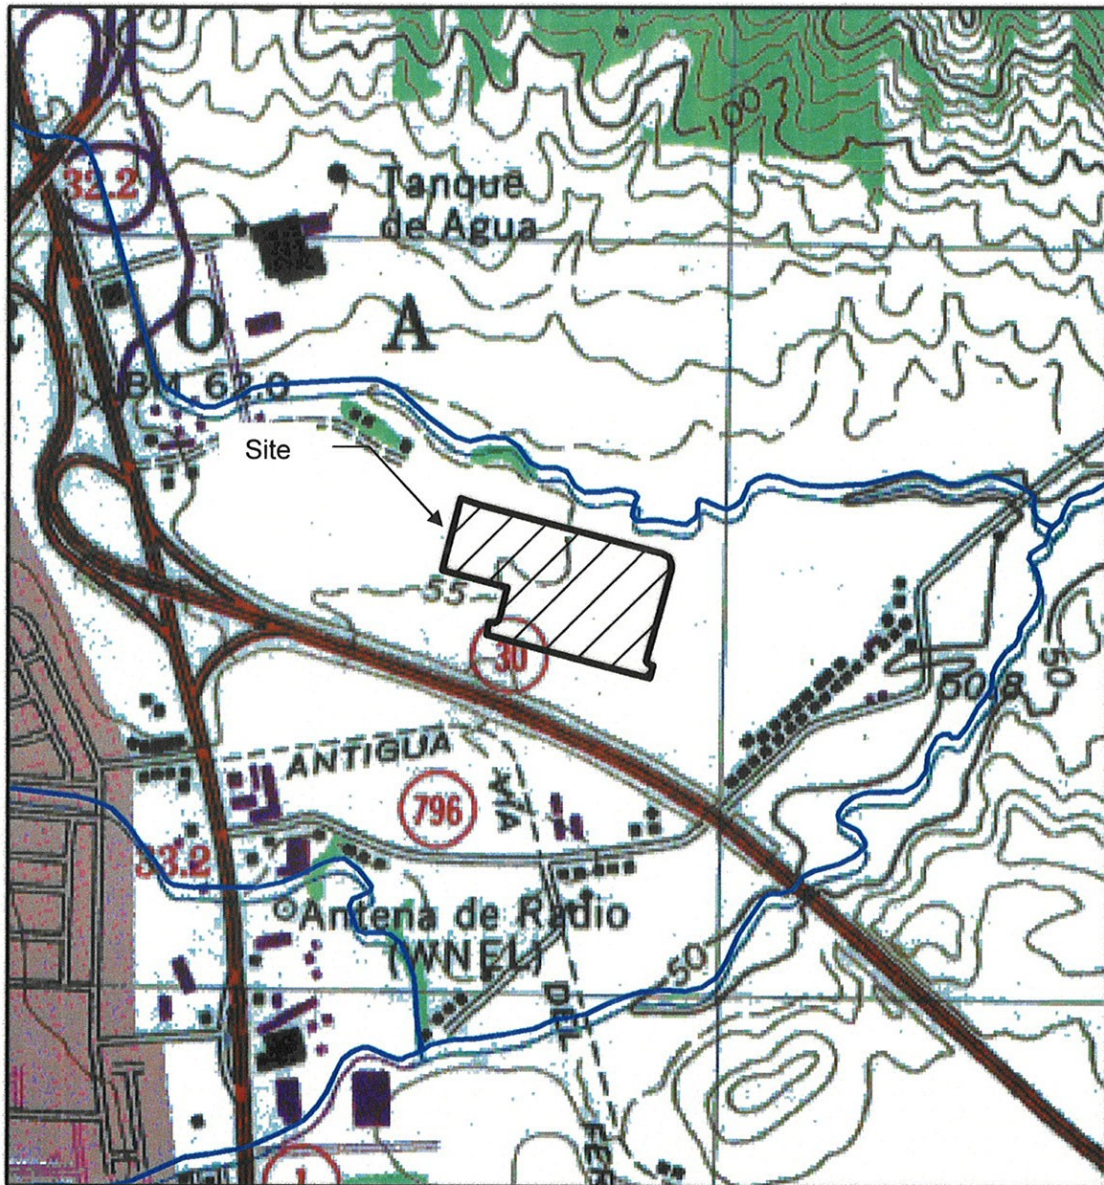 100
32.2
Tanque
de Agua
O A
BM 62.0
Site
55
30
50
50.8
ANTIGUA
VIA
796
53.2
Antena de Radio
(WNEL)
50
DEL
FER
1